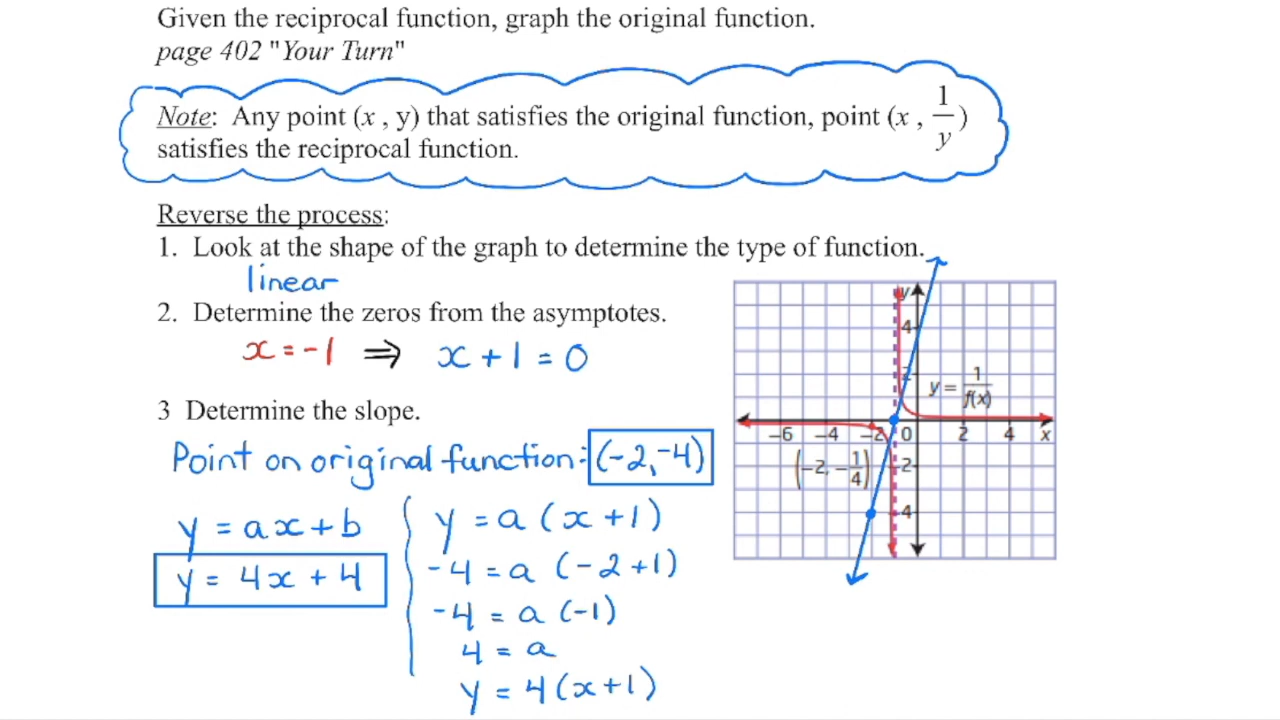 Given the reciprocal function, graph the original function.
page 402 "Your Turn"
Note: Any point (x , y) that satisfies the original function, point (x , 1/y)
satisfies the reciprocal function.
Reverse the process:
1. Look at the shape of the graph to determine the type of function.
linear
2. Determine the zeros from the asymptotes.
x = -1 ⇒ x + 1 = 0
3 Determine the slope.
Point on original function: (-2, -4)
y = ax + b
y = 4x + 4
y = a (x + 1)
-4 = a (-2 + 1)
-4 = a (-1)
4 = a
y = 4 (x + 1)
y
4
2
y = 1/f(x)
-6 -4 -2 0 2 4 x
(-2, -1/4)
-2
-4